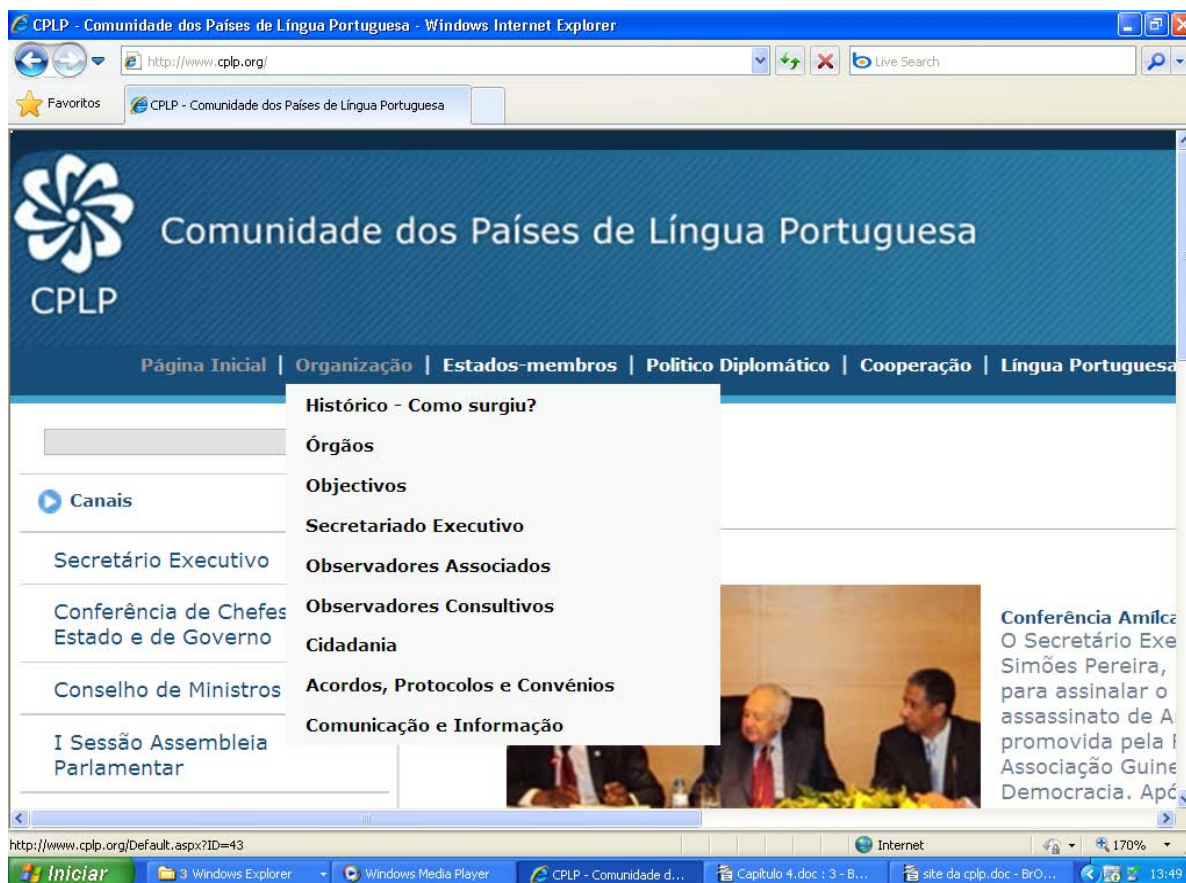 CPLP - Comunidade dos Países de Língua Portuguesa - Windows Internet Explorer
http://www.cplp.org/
Live Search
Favoritos
CPLP - Comunidade dos Países de Língua Portuguesa
Comunidade dos Países de Língua Portuguesa
CPLP
Página Inicial | Organização | Estados-membros | Politico Diplomático | Cooperação | Língua Portuguesa
Histórico - Como surgiu?
Órgãos
Objectivos
Secretariado Executivo
Observadores Associados
Observadores Consultivos
Cidadania
Acordos, Protocolos e Convénios
Comunicação e Informação
Canais
Secretário Executivo
Conferência de Chefes
Estado e de Governo
Conselho de Ministros
I Sessão Assembleia
Parlamentar
Conferência
O Secretário
Simões Pereira,
para assinalar o
assassinato de
promovida pela
Associação
Democracia.
http://www.cplp.org/Default.aspx?ID=43
Internet
170%
Iniciar
3 Windows Explorer
Windows Media Player
CPLP - Comunidade d...
Capítulo 4.doc : 3 - B...
site da cplp.doc - BrO...
13:49